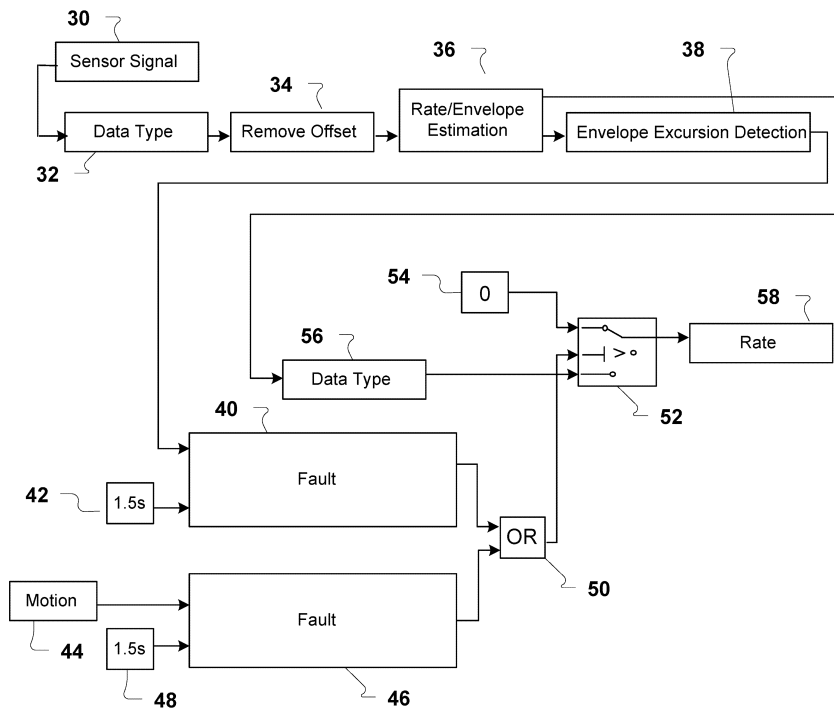 30
Sensor Signal
34
36
38
Data Type
Remove Offset
Rate/Envelope
Estimation
Envelope Excursion Detection
32
54
0
58
56
>
Rate
Data Type
52
40
Fault
42
1.5s
OR
50
Motion
Fault
44
1.5s
48
46